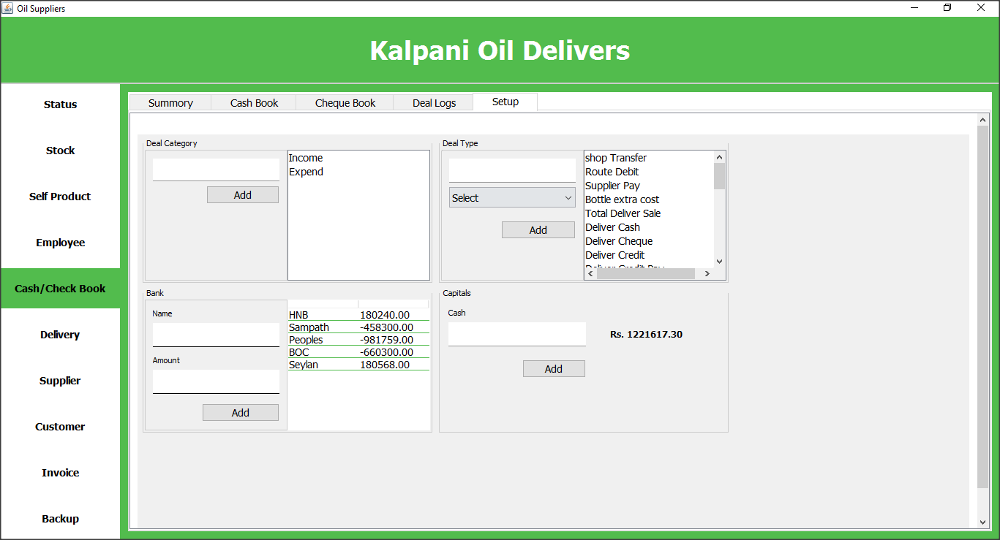 Oil Suppliers
Kalpani Oil Delivers
Status
Stock
Self Product
Employee
Cash/Check Book
Delivery
Supplier
Customer
Invoice
Backup
Summory
Cash Book
Cheque Book
Deal Logs
Setup
Deal Category
Add
Income
Expend
Deal Type
Select
Add
shop Transfer
Route Debit
Supplier Pay
Bottle extra cost
Total Deliver Sale
Deliver Cash
Deliver Cheque
Deliver Credit
Deliver Credit Pay
Bank
Name
Amount
Add
HNB 180240.00
Sampath -458300.00
Peoples -981759.00
BOC -660300.00
Seylan 180568.00
Capitals
Cash
Rs. 1221617.30
Add